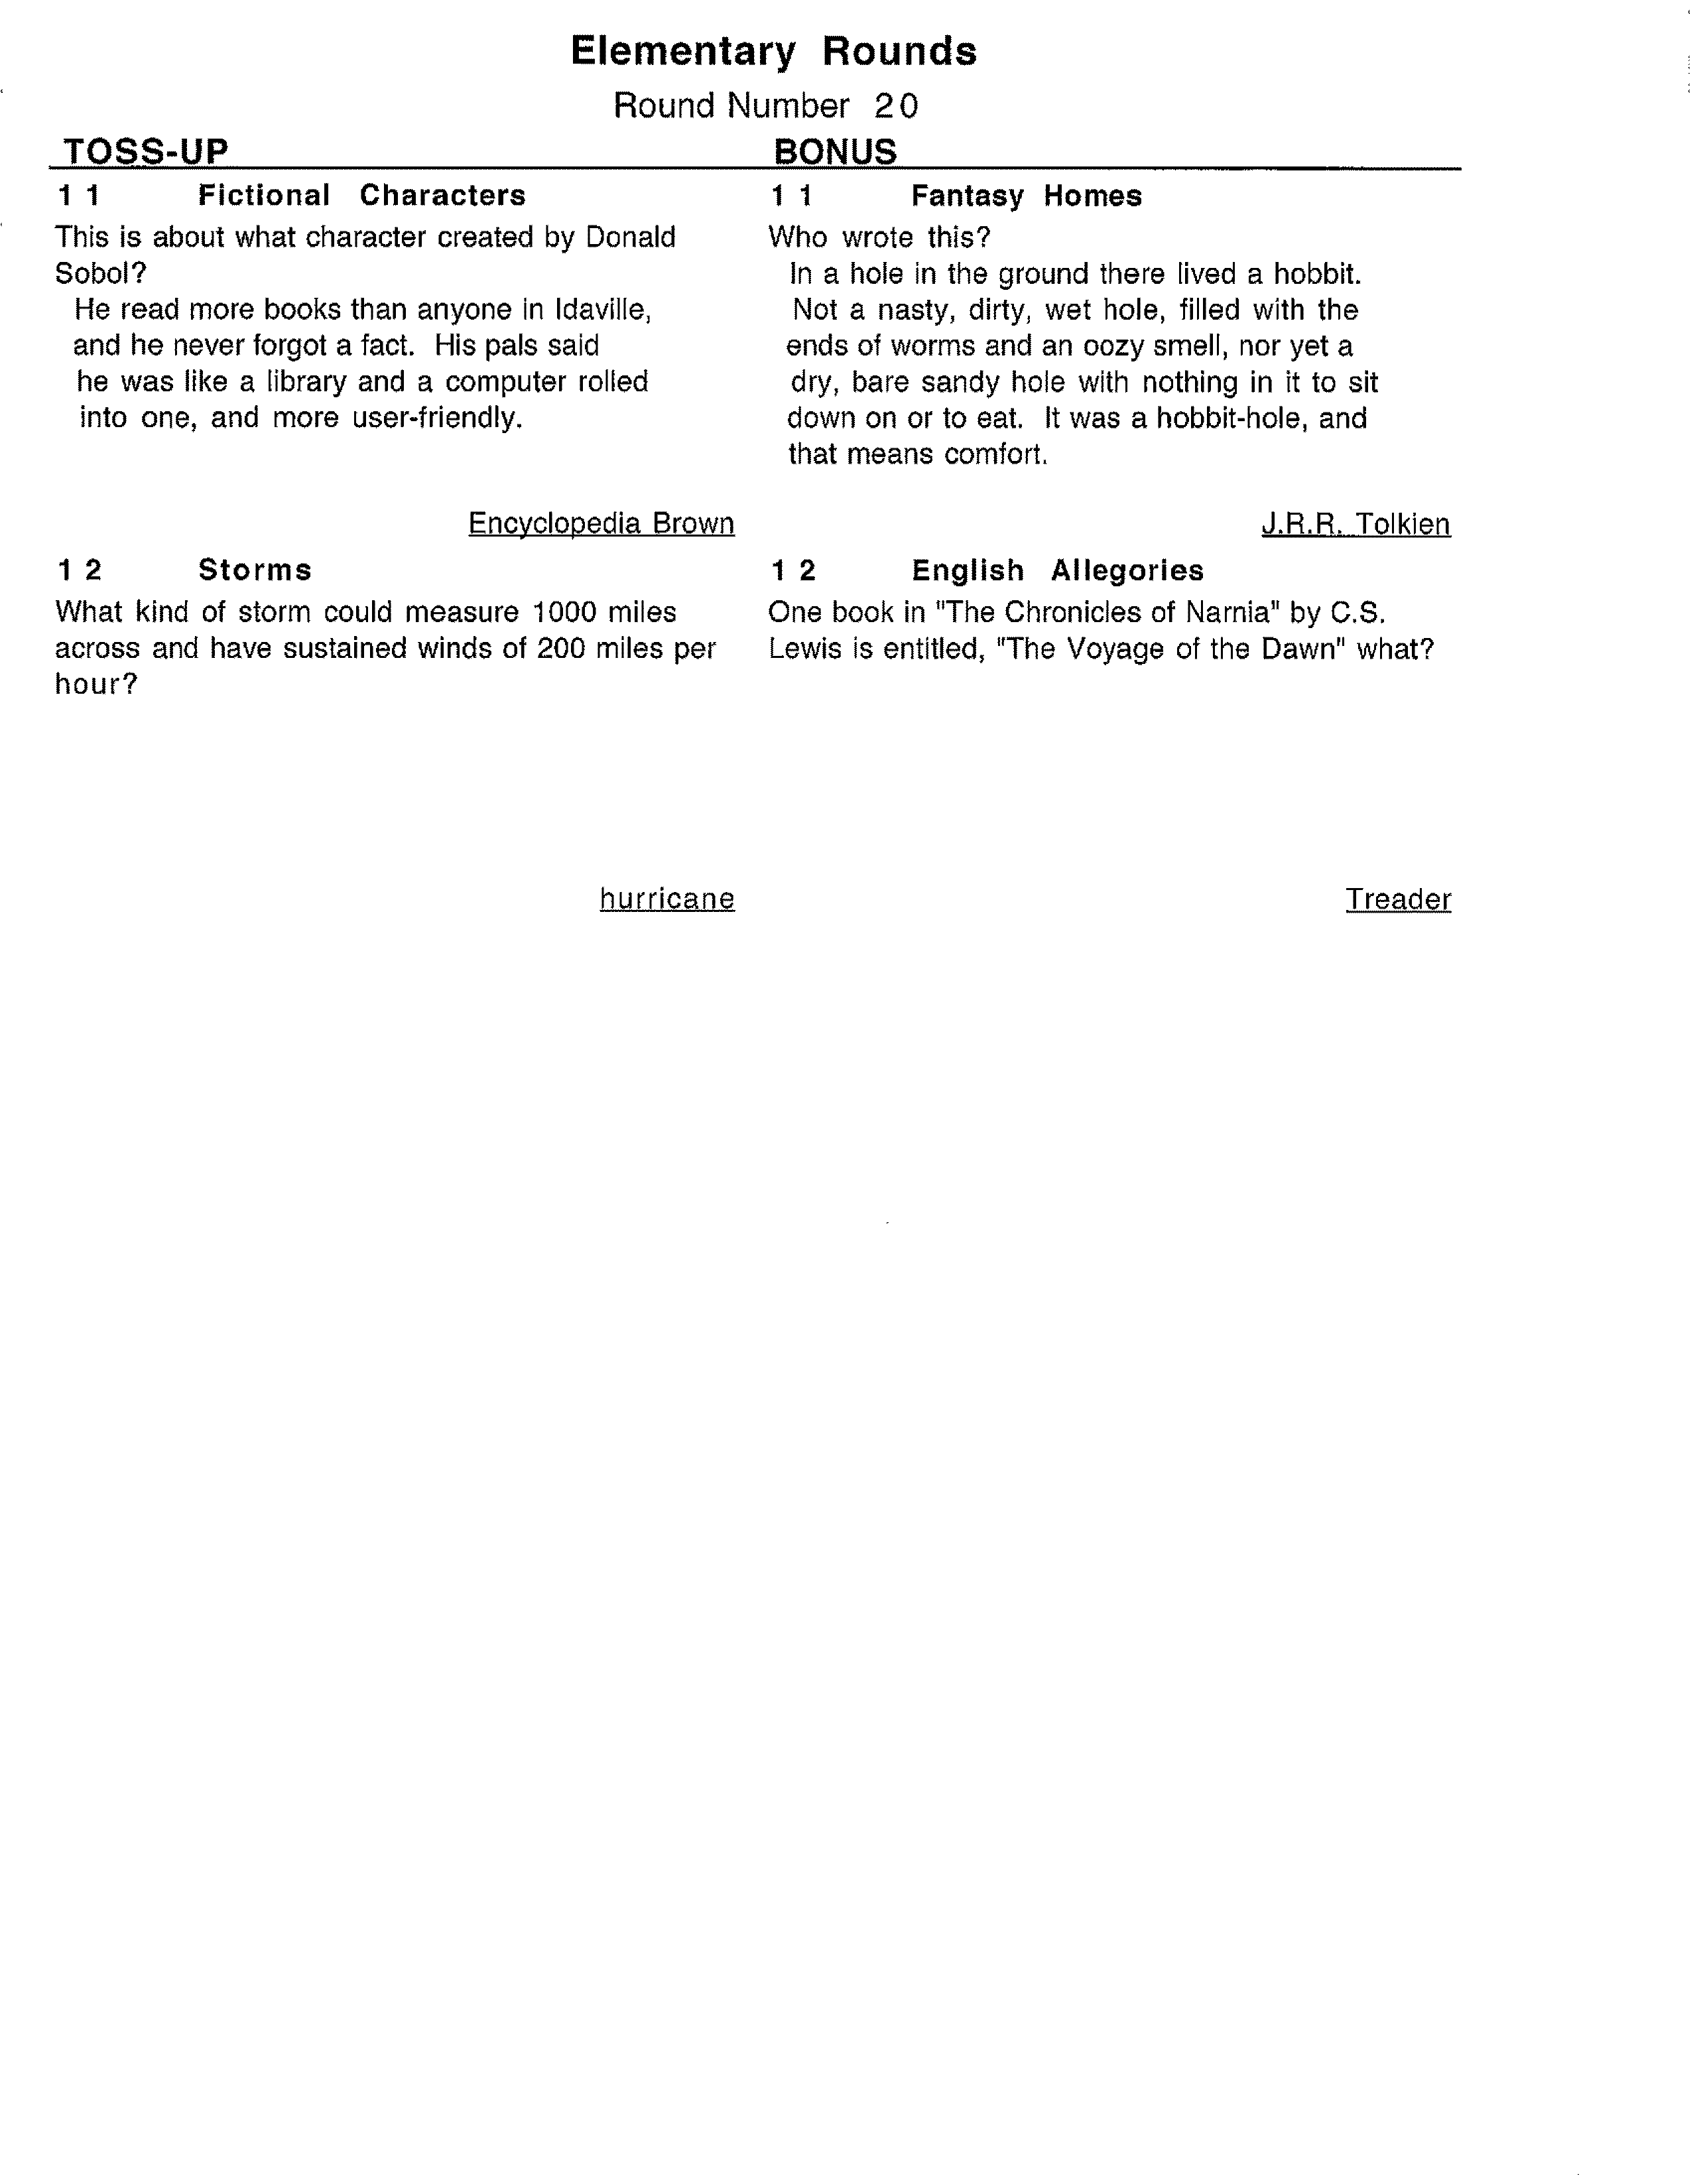 Elementary Rounds
Round Number 20
TOSS-UP
BONUS
11 Fictional Characters
This is about what character created by Donald
Sobol?
He read more books than anyone in Idaville,
and he never forgot a fact. His pals said
he was like a library and a computer rolled
into one, and more user-friendly.
Encyclopedia Brown
11 Fantasy Homes
Who wrote this?
In a hole in the ground there lived a hobbit.
Not a nasty, dirty, wet hole, filled with the
ends of worms and an oozy smell, nor yet a
dry, bare sandy hole with nothing in it to sit
down on or to eat. It was a hobbit-hole, and
that means comfort.
J.R.R. Tolkien
12 Storms
What kind of storm could measure 1000 miles
across and have sustained winds of 200 miles per
hour?
hurricane
12 English Allegories
One book in "The Chronicles of Narnia" by C.S.
Lewis is entitled, "The Voyage of the Dawn" what?
Treader